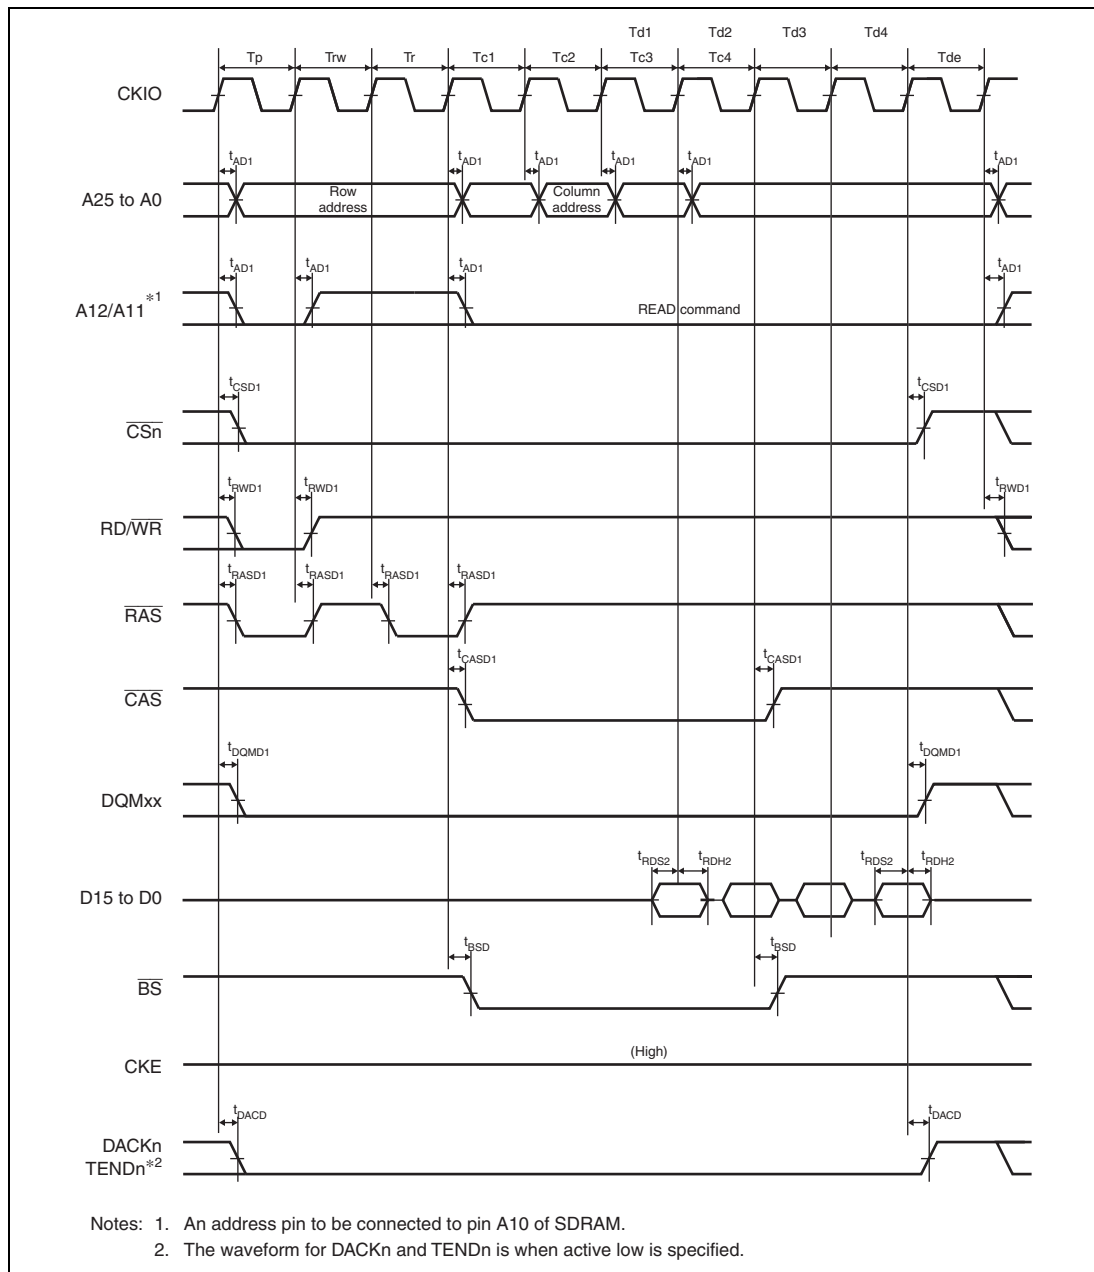 Td1 Td2 Td3 Td4
Tp Trw Tr Tc1 Tc2 Tc3 Tc4 Tde
CKIO
tAD1 tAD1 tAD1 tAD1 tAD1 tAD1
A25 to A0
Row address
Column address
tAD1 tAD1 tAD1 tAD1
A12/A11*1
READ command
tCSD1 tCSD1
CSn
tRWD1 tRWD1 tRWD1
RD/WR
tRASD1 tRASD1 tRASD1 tRASD1
RAS
tCASD1 tCASD1
CAS
tDQMD1 tDQMD1
DQMxx
tRDS2 tRDH2 tRDS2 tRDH2
D15 to D0
tBSD tBSD
BS
(High)
CKE
tDACD tDACD
DACKn
TENDn*2
Notes: 1. An address pin to be connected to pin A10 of SDRAM.
2. The waveform for DACKn and TENDn is when active low is specified.